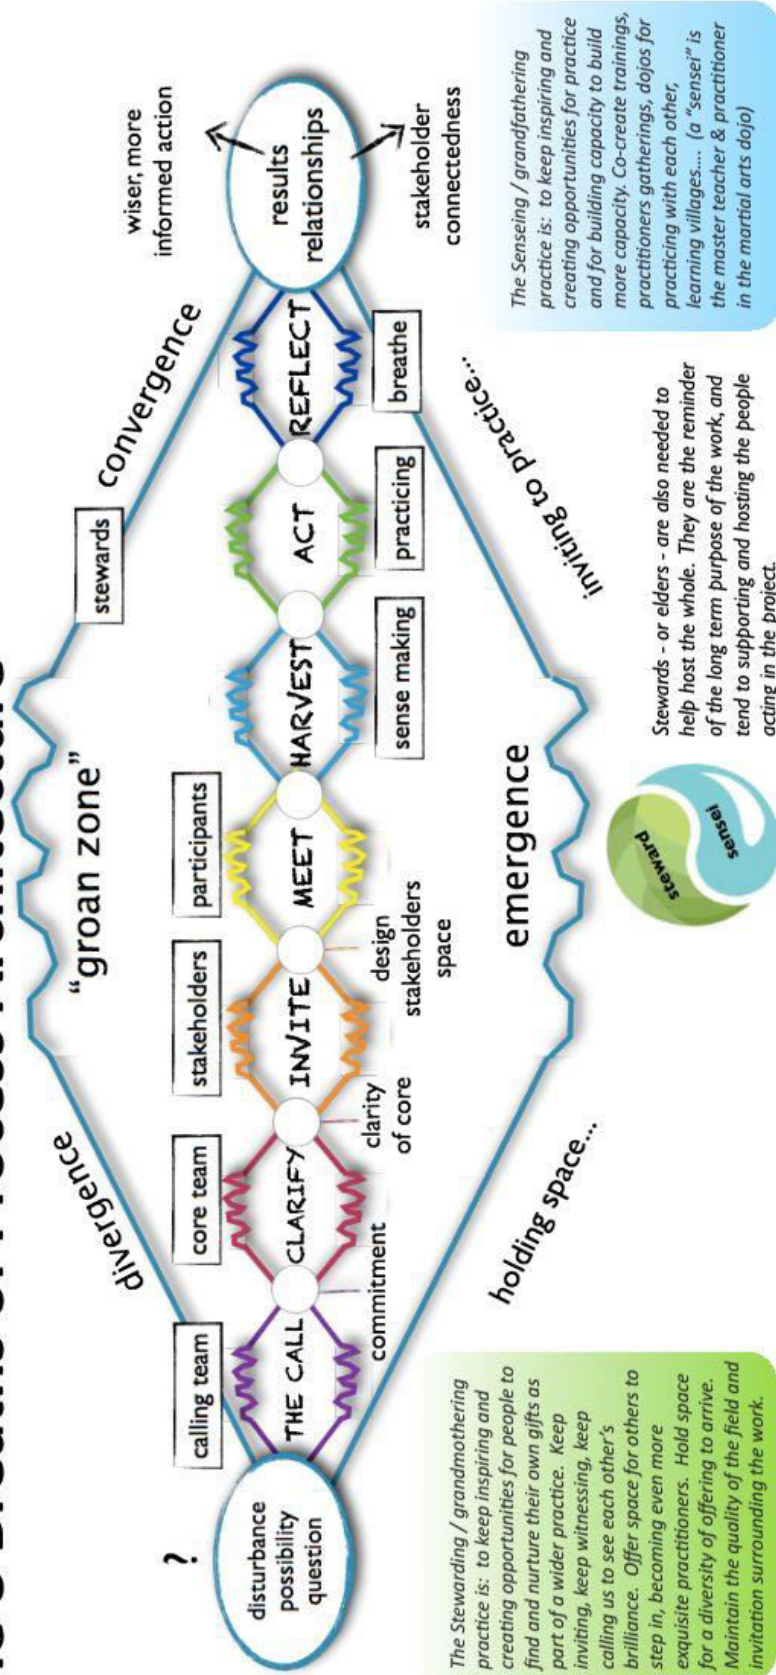 ?
disturbance
possibility
question
calling team
THE CALL
commitment
divergence
core team
CLARIFY
clarity
of core
stakeholders
INVITE
design
stakeholders
space
"groan zone"
participants
MEET
HARVEST
sense making
stewards
ACT
practicing
convergence
REFLECT
breathe
results
relationships
wiser, more
informed action
stakeholder
connectedness
holding space...
emergence
inviting to practice...
The Stewarding / grandmothering
practice is:  to keep inspiring and
creating opportunities for people to
find and nurture their own gifts as
part of a wider practice.  Keep
inviting, keep witnessing, keep
calling us to see each other's
brilliance.  Offer space for others to
step in, becoming even more
exquisite practitioners.  Hold space
for a diversity of offering to arrive.
Maintain the quality of the field and
invitation surrounding the work.
steward
sensei
Stewards - or elders - are also needed to
help host the whole. They are the reminder
of the long term purpose of the work, and
tend to supporting and hosting the people
acting in the project.
The Senseing / grandfathering
practice is:  to keep inspiring and
creating opportunities for practice
and for building capacity to build
more capacity. Co-create trainings,
practitioners gatherings, dojos for
practicing with each other,
learning villages.... (a "sensei" is
the master teacher & practitioner
in the martial arts dojo)